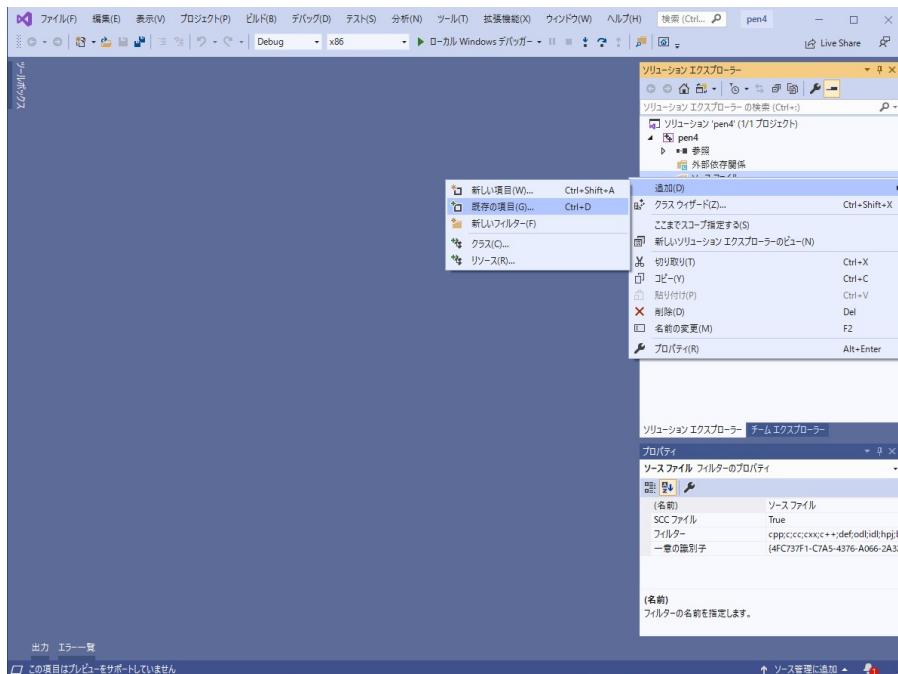 ファイル(F) 編集(E) 表示(V) プロジェクト(P) ビルド(B) デバッグ(D) テスト(S) 分析(N) ツール(T) 拡張機能(X) ウィンドウ(W) ヘルプ(H) 検索 (Ctrl... pen4
Debug x86 ローカル Windows デバッガー Live Share
ツールボックス
ソリューション エクスプローラー
ソリューション エクスプローラー の検索 (Ctrl+:)
ソリューション 'pen4' (1/1 プロジェクト)
pen4
参照
外部依存関係
新しい項目(W)... Ctrl+Shift+A
既存の項目(G)... Ctrl+D
新しいフィルター(F)
クラス(C)...
リソース(R)...
追加(D)
クラス ウィザード(Z)... Ctrl+Shift+X
ここまでスコープ指定する(S)
新しいソリューション エクスプローラーのビュー(N)
切り取り(T) Ctrl+X
コピー(Y) Ctrl+C
貼り付け(P) Ctrl+V
削除(D) Del
名前の変更(M) F2
プロパティ(R) Alt+Enter
ソリューション エクスプローラー チーム エクスプローラー
プロパティ
ソース ファイル フィルターのプロパティ
(名前) ソース ファイル
SCC ファイル True
フィルター cpp;c;cc;cxx;c++;def;odl;idl;hpj;
一意の識別子 {4FC737F1-C7A5-4376-A066-2A3
(名前)
フィルターの名前を指定します。
出力 エラー一覧
この項目はプレビューをサポートしていません ソース管理に追加 1